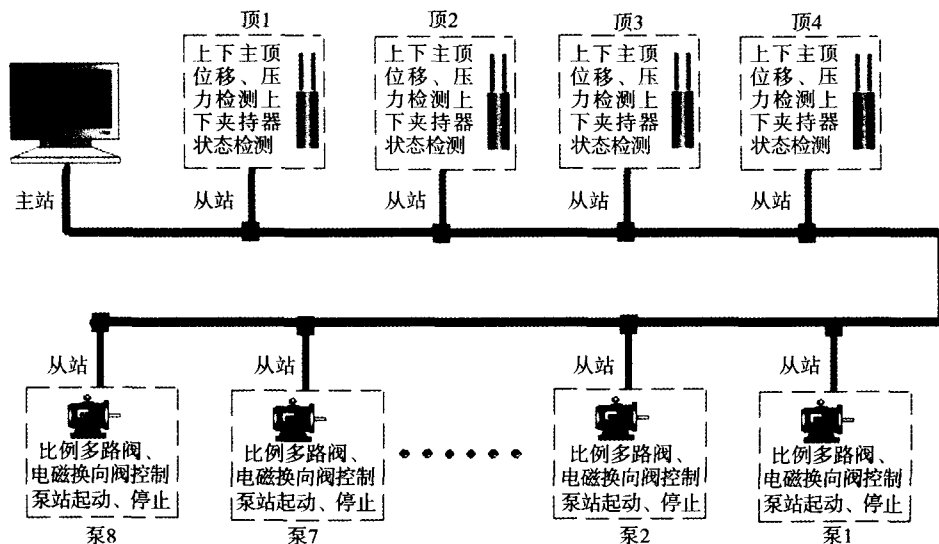 顶1
顶2
顶3
顶4
上下主顶
位移、压
力检测上
下夹持器
状态检测
上下主顶
位移、压
力检测上
下夹持器
状态检测
上下主顶
位移、压
力检测上
下夹持器
状态检测
上下主顶
位移、压
力检测上
下夹持器
状态检测
主站
从站
从站
从站
从站
从站
从站
从站
从站
比例多路阀、
电磁换向阀控制
泵站起动、停止
比例多路阀、
电磁换向阀控制
泵站起动、停止
比例多路阀、
电磁换向阀控制
泵站起动、停止
比例多路阀、
电磁换向阀控制
泵站起动、停止
泵8
泵7
泵2
泵1